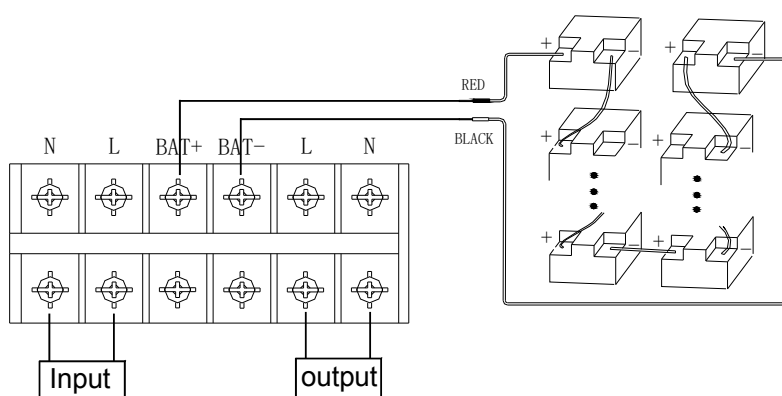 RED
BLACK
N L BAT+ BAT- L N
+ - + -
+ +
+ - + -
Input output